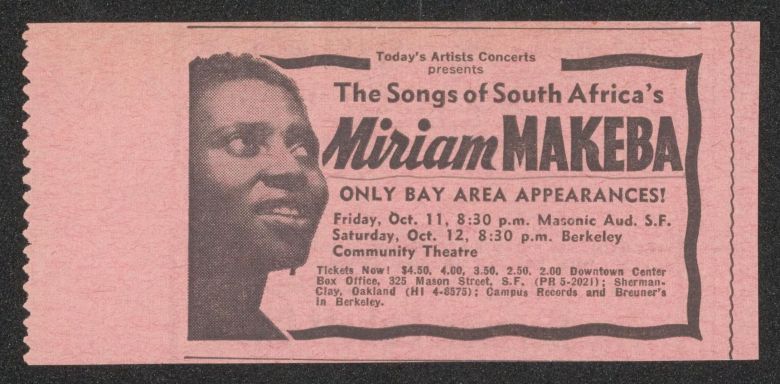 Today's Artists Concerts
presents
The Songs of South Africa's
Miriam MAKEBA
ONLY BAY AREA APPEARANCES!
Friday, Oct. 11, 8:30 p.m. Masonic Aud. S.F.
Saturday, Oct. 12, 8:30 p.m. Berkeley
Community Theatre
Tickets Now! $4.50, 4.00, 3.50, 2.50, 2.00 Downtown Center
Box Office, 325 Mason Street, S.F. (PR 5-2021); Sherman-
Clay, Oakland (HI 4-8575); Campus Records and Breuner's
in Berkeley.